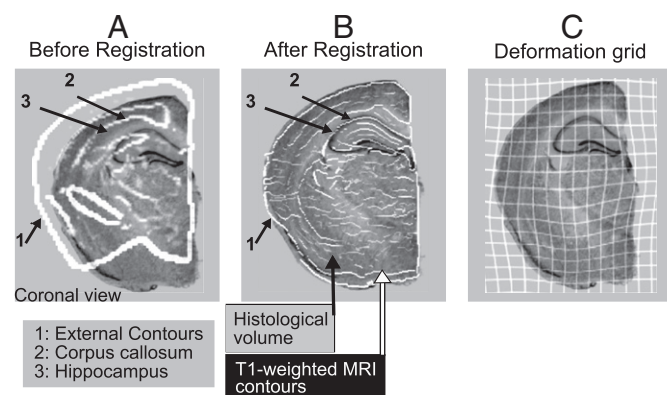 A
Before Registration
2
3
1
Coronal view
1: External Contours
2: Corpus callosum
3: Hippocampus
B
After Registration
2
3
1
Histological
volume
T1-weighted MRI
contours
C
Deformation grid